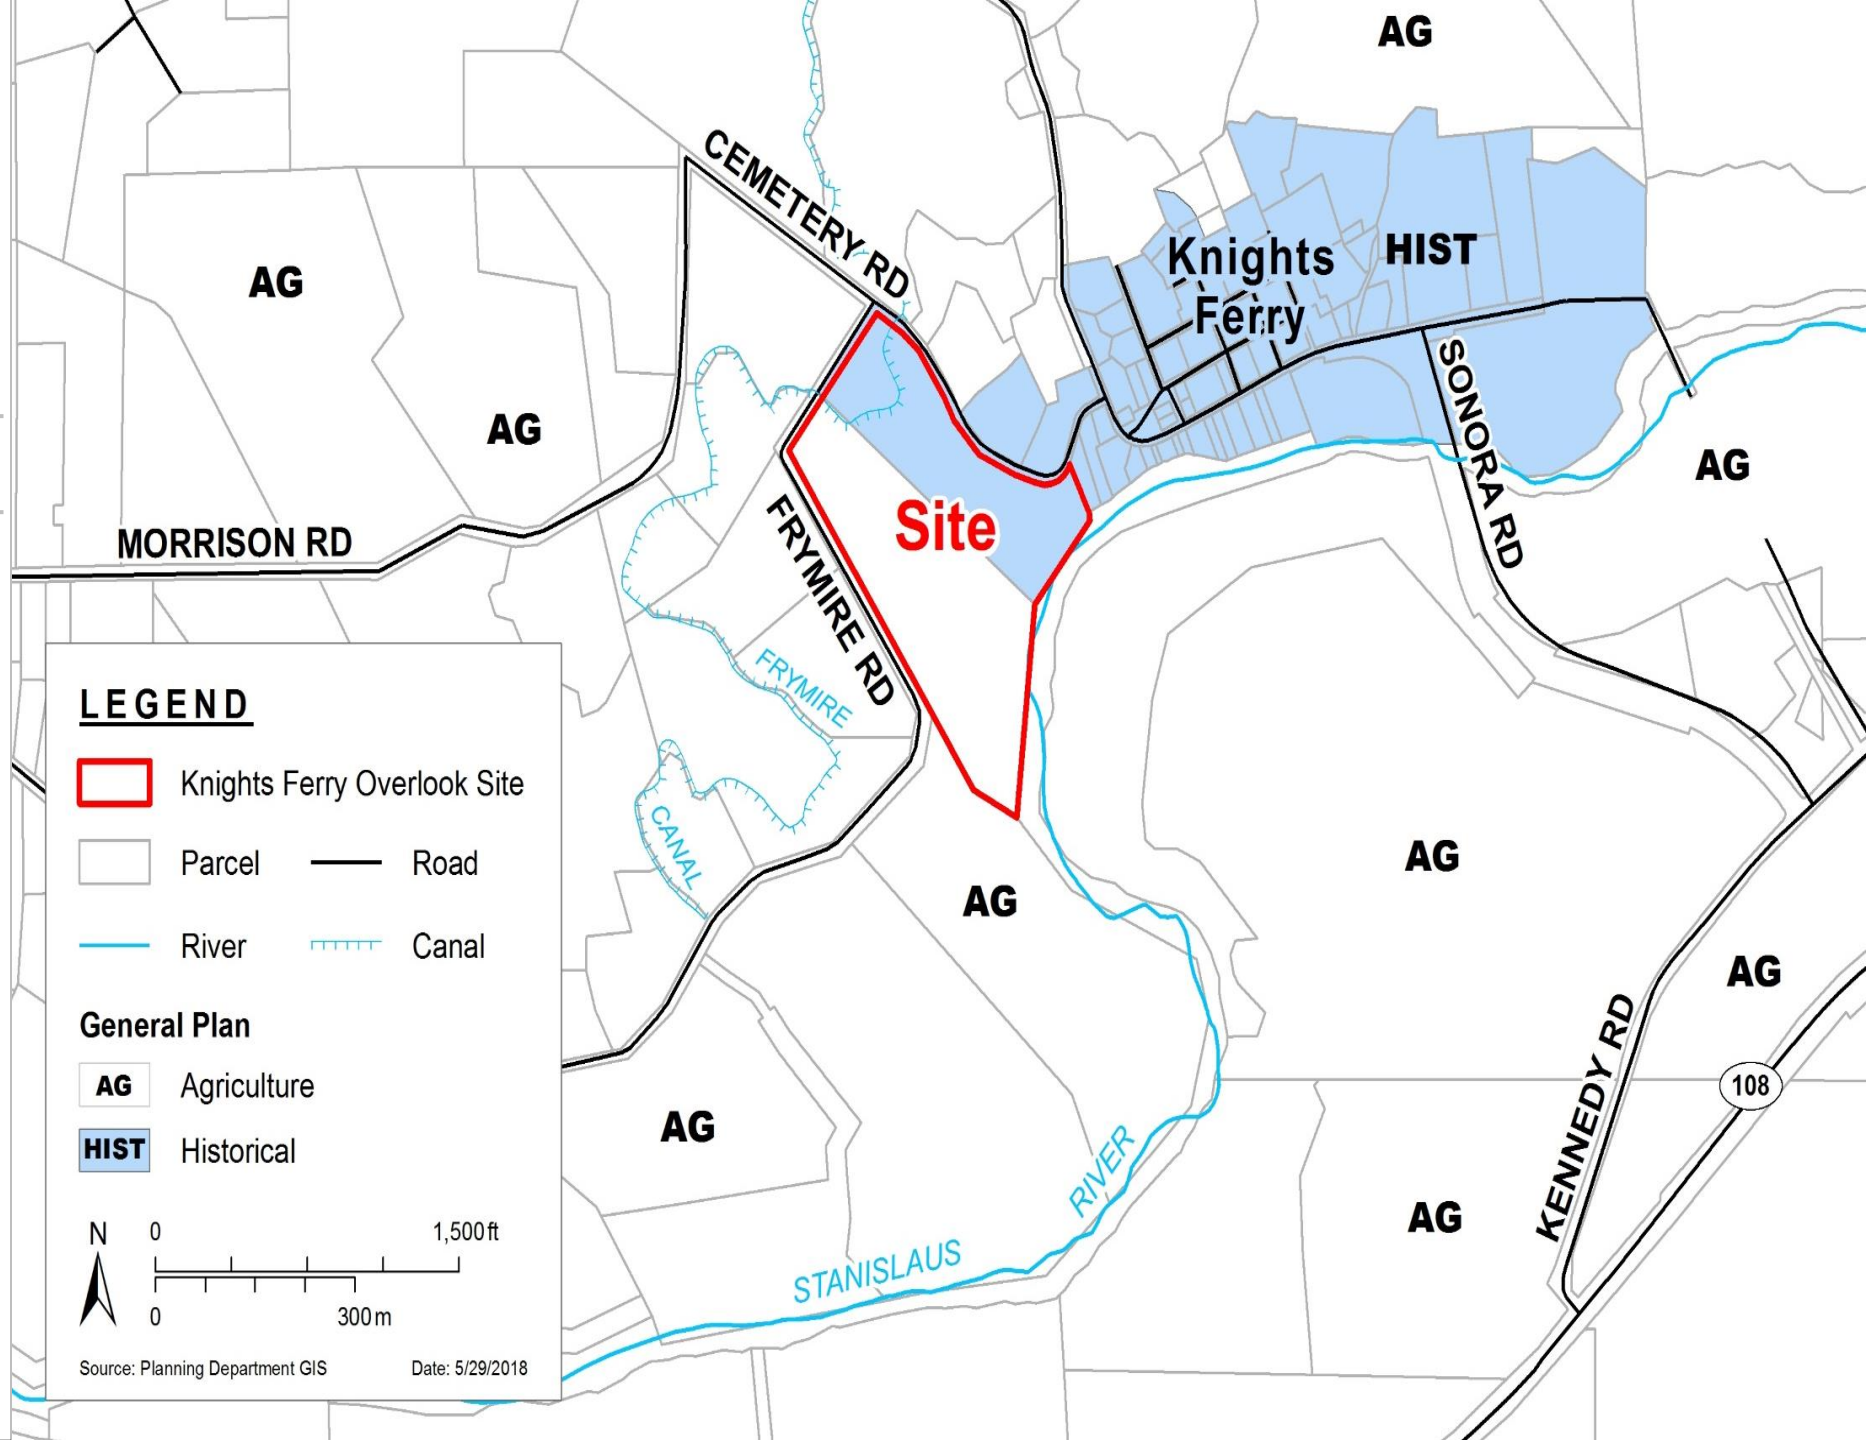 AG
CEMETERY RD
AG
Knights
Ferry
HIST
SONORA RD
AG
AG
MORRISON RD
Site
FRYMIRE RD
FRYMIRE
CANAL
AG
AG
AG
AG
KENNEDY RD
108
AG
RIVER
STANISLAUS
AG
LEGEND
Knights Ferry Overlook Site
Parcel Road
River Canal
General Plan
AG Agriculture
HIST Historical
N 0 1,500ft
0 300m
Source: Planning Department GIS Date: 5/29/2018